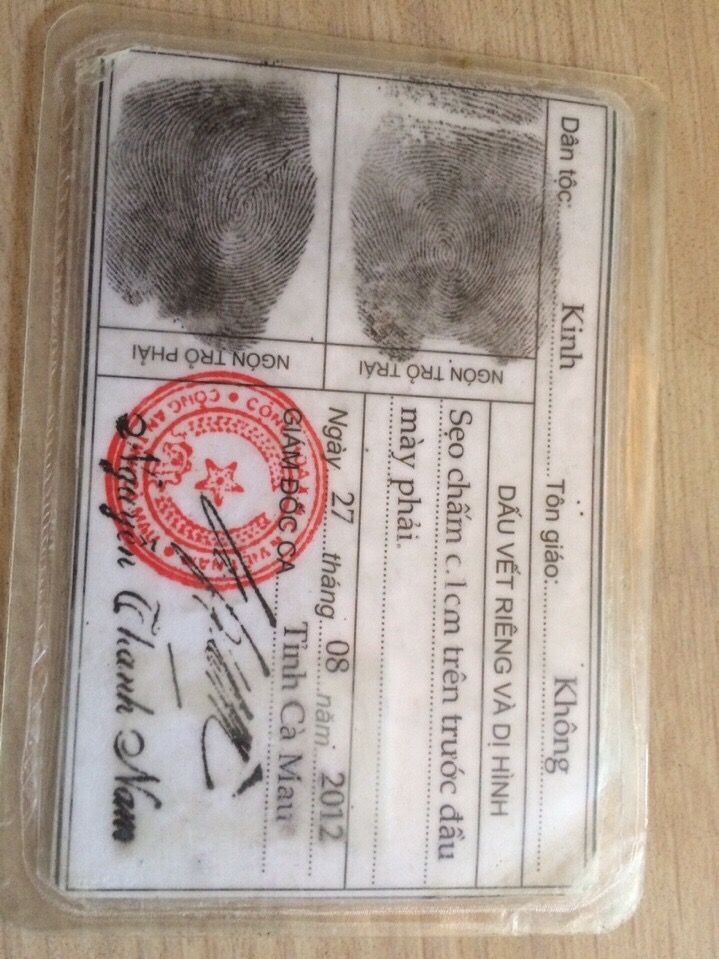 Dân tộc: Kinh Tôn giáo: Không
DẤU VẾT RIÊNG VÀ DỊ HÌNH
Sẹo chấm c.1cm trên trước đầu
mày phải.
NGÓN TRỎ TRÁI
NGÓN TRỎ PHẢI
Ngày 27 tháng 08 năm 2012
GIÁM ĐỐC CA Tỉnh Cà Mau
Nguyễn Thanh Nam